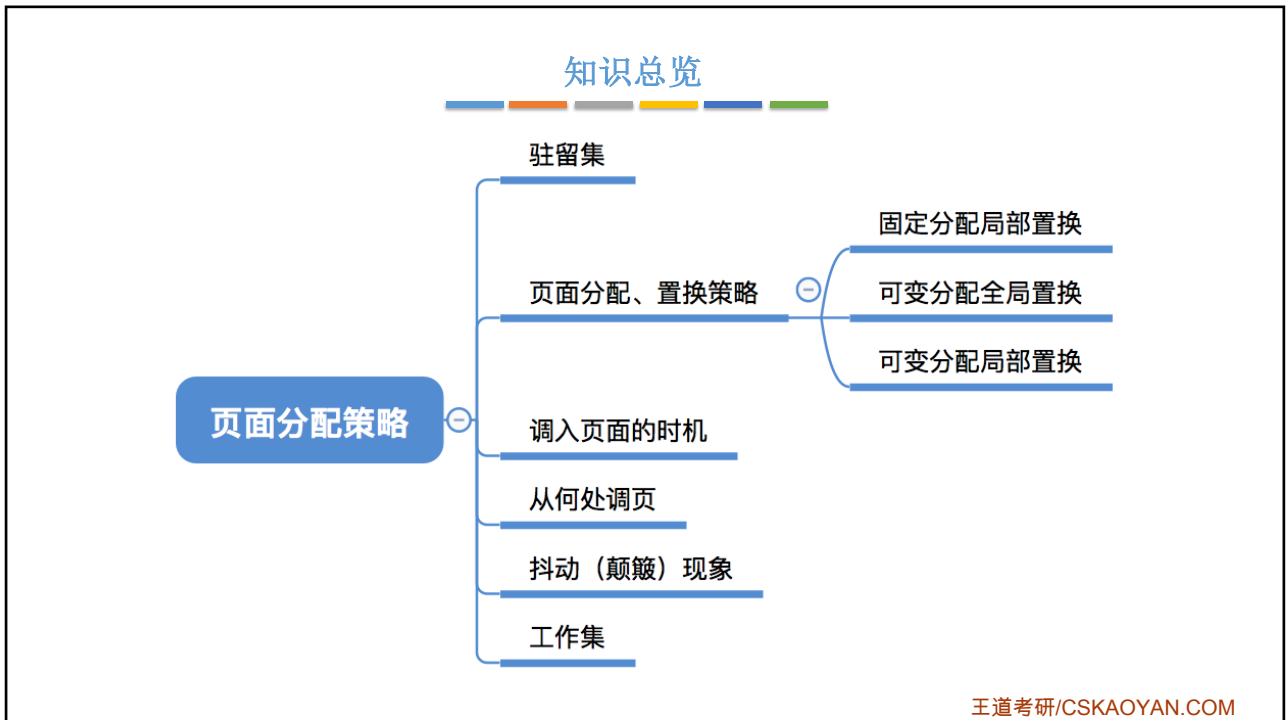 知识总览
驻留集
页面分配、置换策略
固定分配局部置换
可变分配全局置换
可变分配局部置换
调入页面的时机
从何处调页
抖动（颠簸）现象
工作集
页面分配策略
王道考研/CSKAOYAN.COM